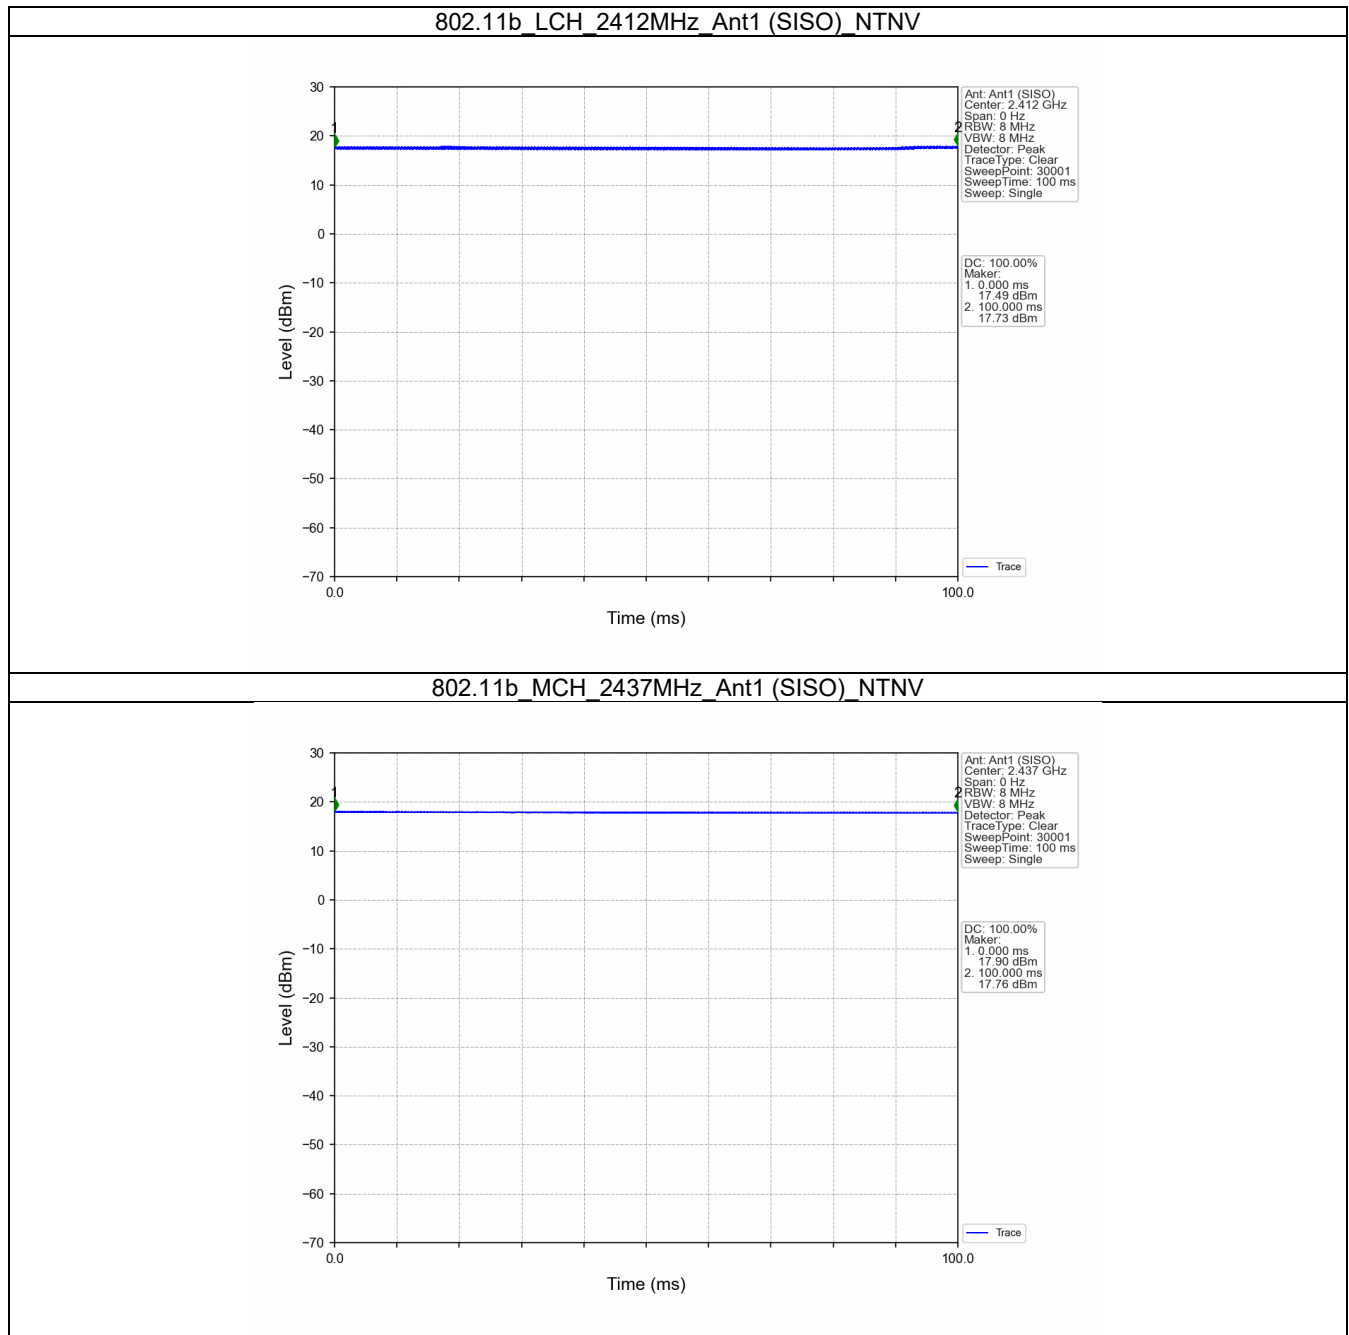 802.11b_LCH_2412MHz_Ant1 (SISO)_NTNV
30
20
10
0
−10
−20
−30
−40
−50
−60
−70
Level (dBm)
1
2
0.0
100.0
Time (ms)
Ant: Ant1 (SISO)
Center: 2.412 GHz
Span: 0 Hz
RBW: 8 MHz
VBW: 8 MHz
Detector: Peak
TraceType: Clear
SweepPoint: 30001
SweepTime: 100 ms
Sweep: Single
DC: 100.00%
Maker:
1. 0.000 ms
17.49 dBm
2. 100.000 ms
17.73 dBm
Trace
802.11b_MCH_2437MHz_Ant1 (SISO)_NTNV
30
20
10
0
−10
−20
−30
−40
−50
−60
−70
Level (dBm)
1
2
0.0
100.0
Time (ms)
Ant: Ant1 (SISO)
Center: 2.437 GHz
Span: 0 Hz
RBW: 8 MHz
VBW: 8 MHz
Detector: Peak
TraceType: Clear
SweepPoint: 30001
SweepTime: 100 ms
Sweep: Single
DC: 100.00%
Maker:
1. 0.000 ms
17.90 dBm
2. 100.000 ms
17.76 dBm
Trace